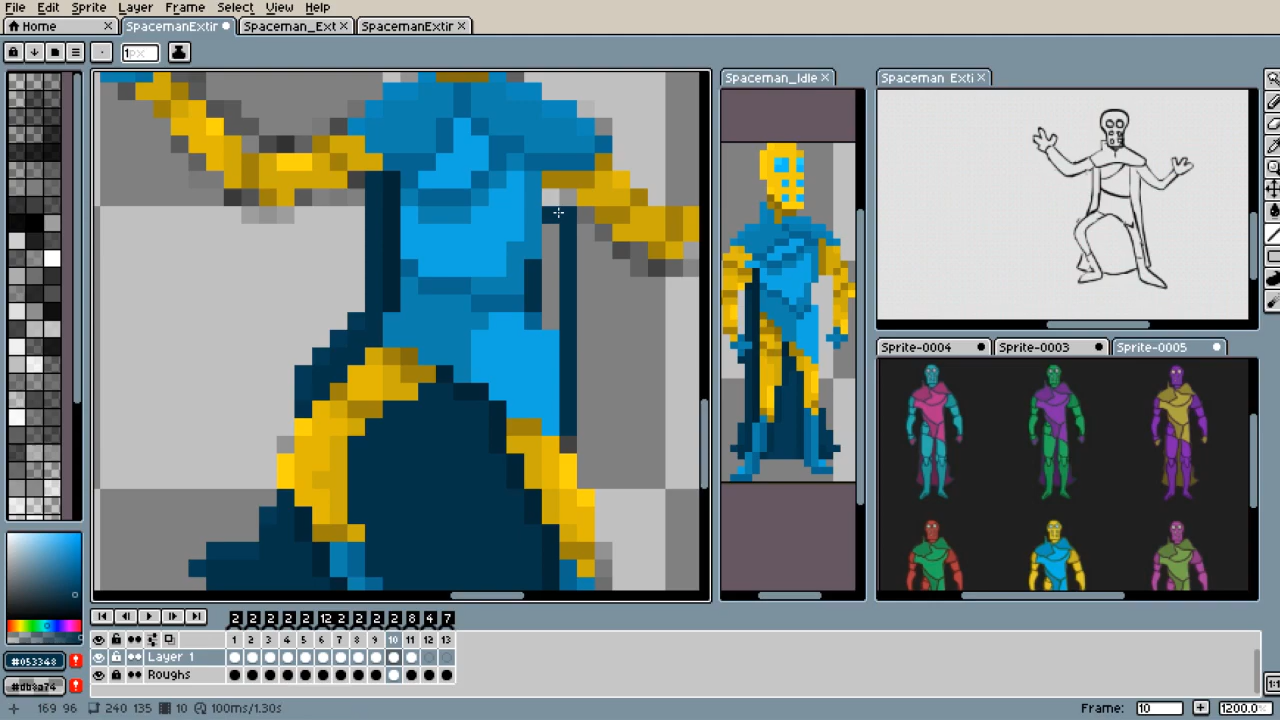 File Edit Sprite Layer Frame Select View Help
Home SpacemanExtir Spaceman_Ext SpacemanExtir
1px
Spaceman_Idle Spaceman Exti
Sprite-0004 Sprite-0003 Sprite-0005
2 2 2 2 2 12 2 2 2 2 8 4 7
1 2 3 4 5 6 7 8 9 10 11 12 13
Layer 1
Roughs
#053348
#db8a74
169 96 240 135 10 100ms/1.30s Frame: 10 1200.0